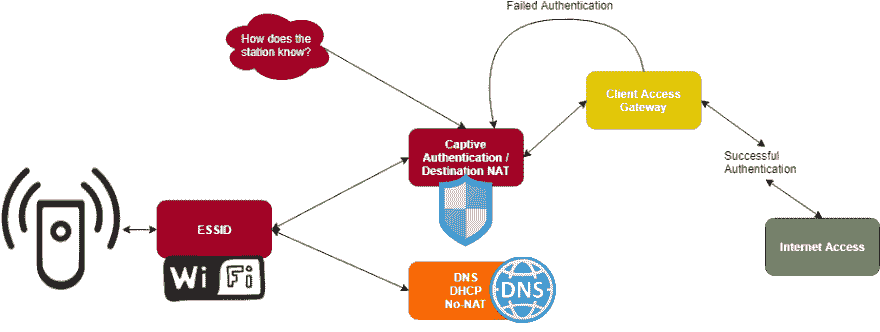 Failed Authentication
How does the
station know?
Client Access
Gateway
Captive
Authentication /
Destination NAT
Successful
Authentication
ESSID
Wi Fi
Internet Access
DNS
DHCP
No-NAT
DNS